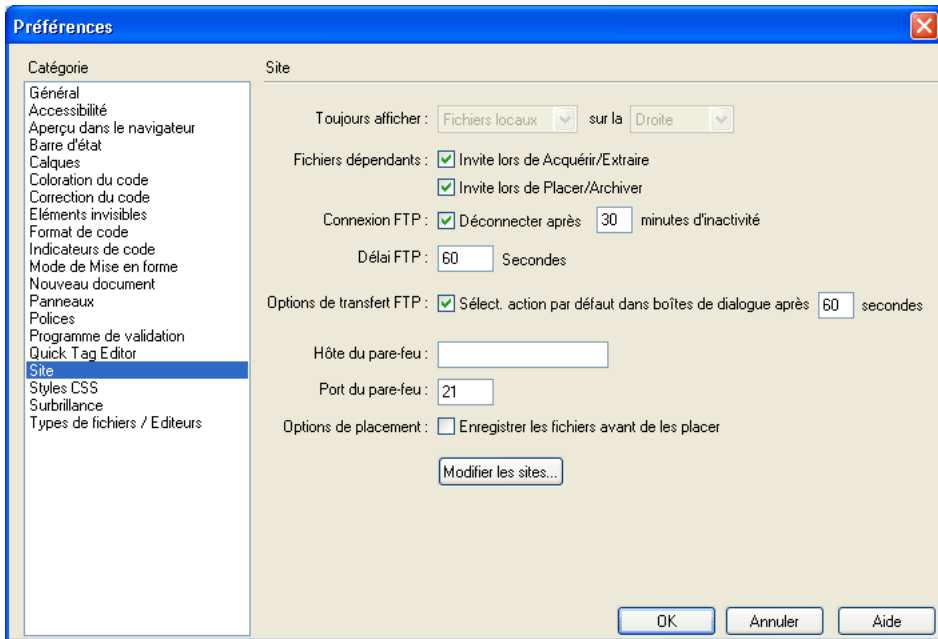 Préférences
Catégorie
Général
Accessibilité
Aperçu dans le navigateur
Barre d'état
Calques
Coloration du code
Correction du code
Eléments invisibles
Format de code
Indicateurs de code
Mode de Mise en forme
Nouveau document
Panneaux
Polices
Programme de validation
Quick Tag Editor
Site
Styles CSS
Surbrillance
Types de fichiers / Editeurs
Site
Toujours afficher : Fichiers locaux sur la Droite
Fichiers dépendants : Invite lors de Acquérir/Extraire
Invite lors de Placer/Archiver
Connexion FTP : Déconnecter après 30 minutes d'inactivité
Délai FTP : 60 Secondes
Options de transfert FTP : Sélect. action par défaut dans boîtes de dialogue après 60 secondes
Hôte du pare-feu :
Port du pare-feu : 21
Options de placement : Enregistrer les fichiers avant de les placer
Modifier les sites...
OK Annuler Aide